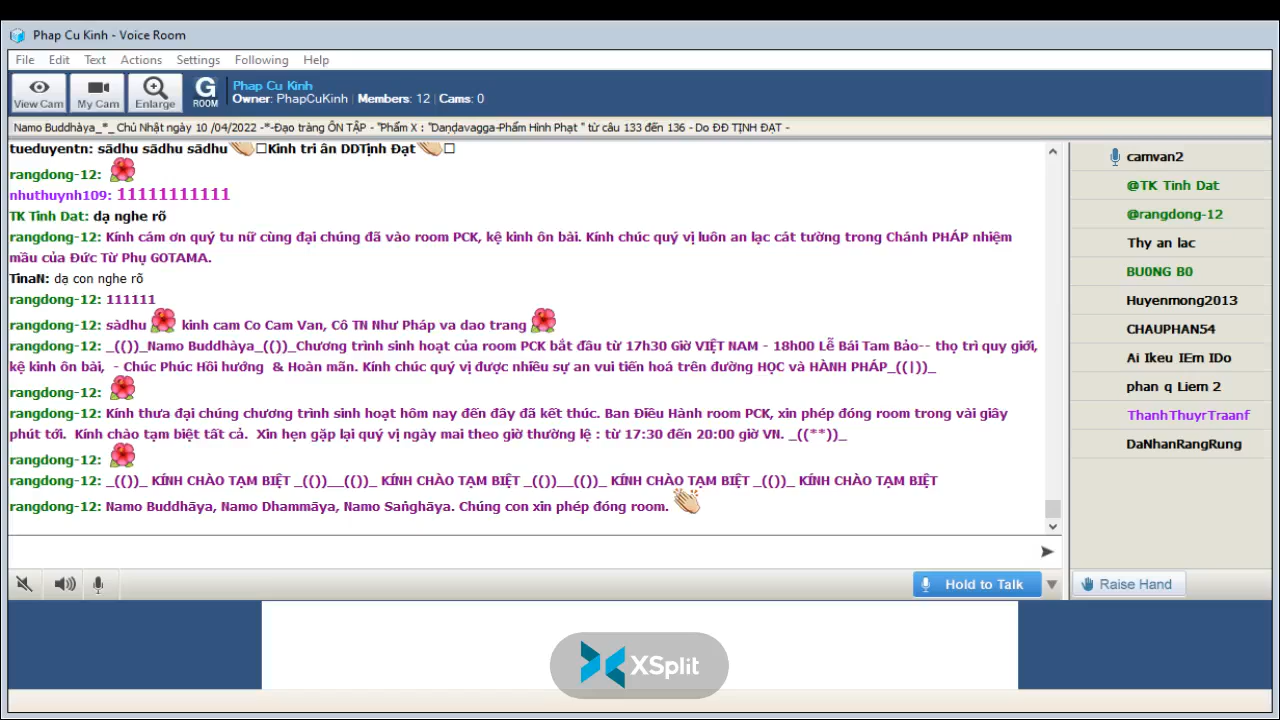 Phap Cu Kinh - Voice Room
File Edit Text Actions Settings Following Help
View Cam My Cam Enlarge G ROOM
Phap Cu Kinh
Owner: PhapCuKinh | Members: 12 | Cams: 0
Namo Buddhàya_*_ Chủ Nhật ngày 10 /04/2022 -*-Đạo tràng ÔN TẬP - "Phẩm X : "Daṇḍavagga-Phẩm Hình Phạt " từ câu 133 đến 136 - Do ĐĐ TỊNH ĐẠT -
tueduyentn: sādhu sādhu sādhu Kính tri ân DDTịnh Đạt
rangdong-12:
nhuthuynh109: 11111111111
TK Tinh Dat: dạ nghe rõ
rangdong-12: Kính cám ơn quý tu nữ cùng đại chúng đã vào room PCK, kệ kinh ôn bài. Kính chúc quý vị luôn an lạc cát tường trong Chánh PHÁP nhiệm
mầu của Đức Từ Phụ GOTAMA.
TinaN: dạ con nghe rõ
rangdong-12: 111111
rangdong-12: sàdhu kinh cam Co Cam Van, Cô TN Như Pháp va dao trang
rangdong-12: _(())_Namo Buddhàya_(())_Chương trình sinh hoạt của room PCK bắt đầu từ 17h30 Giờ VIỆT NAM - 18h00 Lễ Bái Tam Bảo-- thọ trì quy giới,
kệ kinh ôn bài, - Chúc Phúc Hồi hướng & Hoàn mãn. Kính chúc quý vị được nhiều sự an vui tiến hoá trên đường HỌC và HÀNH PHÁP_((|))_
rangdong-12:
rangdong-12: Kính thưa đại chúng chương trình sinh hoạt hôm nay đến đây đã kết thúc. Ban Điều Hành room PCK, xin phép đóng room trong vài giây
phút tới. Kính chào tạm biệt tất cả. Xin hẹn gặp lại quý vị ngày mai theo giờ thường lệ : từ 17:30 đến 20:00 giờ VN. _((**))_
rangdong-12:
rangdong-12: _(())_ KÍNH CHÀO TẠM BIỆT _(())__(())_ KÍNH CHÀO TẠM BIỆT _(())__(())_ KÍNH CHÀO TẠM BIỆT _(())_ KÍNH CHÀO TẠM BIỆT
rangdong-12: Namo Buddhāya, Namo Dhammāya, Namo Saṅghāya. Chúng con xin phép đóng room.
camvan2
@TK Tinh Dat
@rangdong-12
Thy an lac
BU0NG B0
Huyenmong2013
CHAUPHAN54
Ai Ikeu IErn IDo
phan q Liem 2
ThanhThuyrTraanf
DaNhanRangRung
Hold to Talk
Raise Hand
XSplit